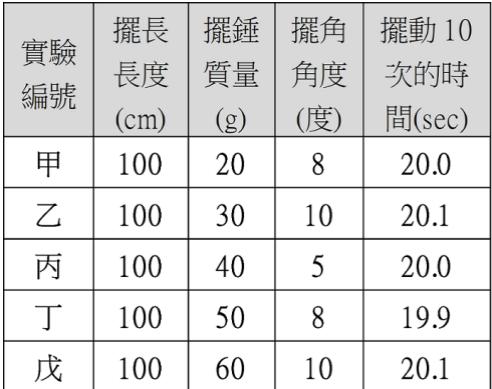 實驗編號 擺長長度(cm) 擺錘質量(g) 擺角角度(度) 擺動 10次的時間(sec)
甲 100 20 8 20.0
乙 100 30 10 20.1
丙 100 40 5 20.0
丁 100 50 8 19.9
戊 100 60 10 20.1